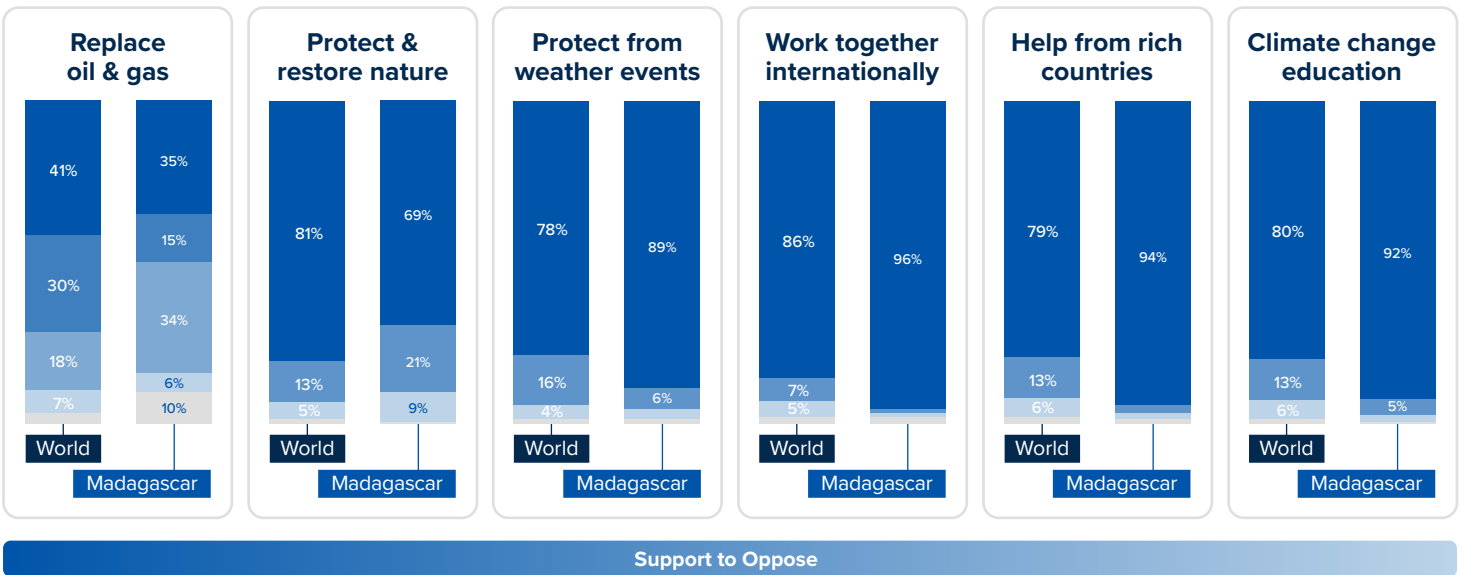 Replace
oil & gas
41%
30%
18%
7%
35%
15%
34%
6%
10%
World
Madagascar
Protect &
restore nature
81%
13%
5%
69%
21%
9%
World
Madagascar
Protect from
weather events
78%
16%
4%
89%
6%
World
Madagascar
Work together
internationally
86%
7%
5%
96%
World
Madagascar
Help from rich
countries
79%
13%
6%
94%
World
Madagascar
Climate change
education
80%
13%
6%
92%
5%
World
Madagascar
Support to Oppose